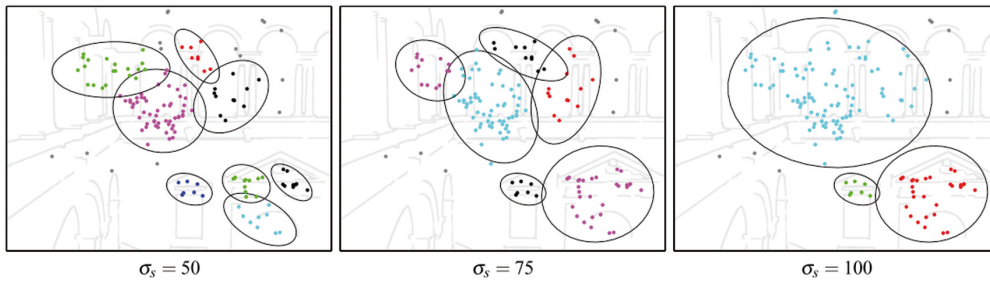 σs = 50
σs = 75
σs = 100